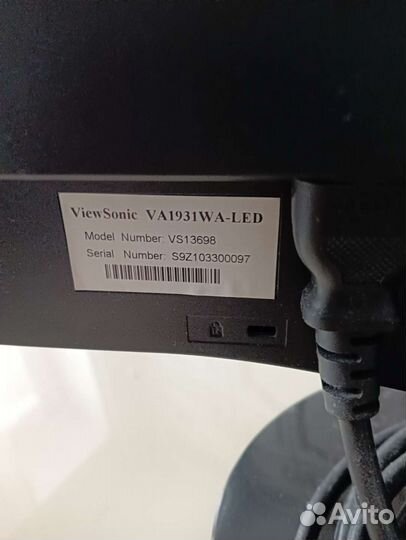 ViewSonic VA1931WA-LED
Model Number: VS13698
Serial Number: S9Z103300097
Avito